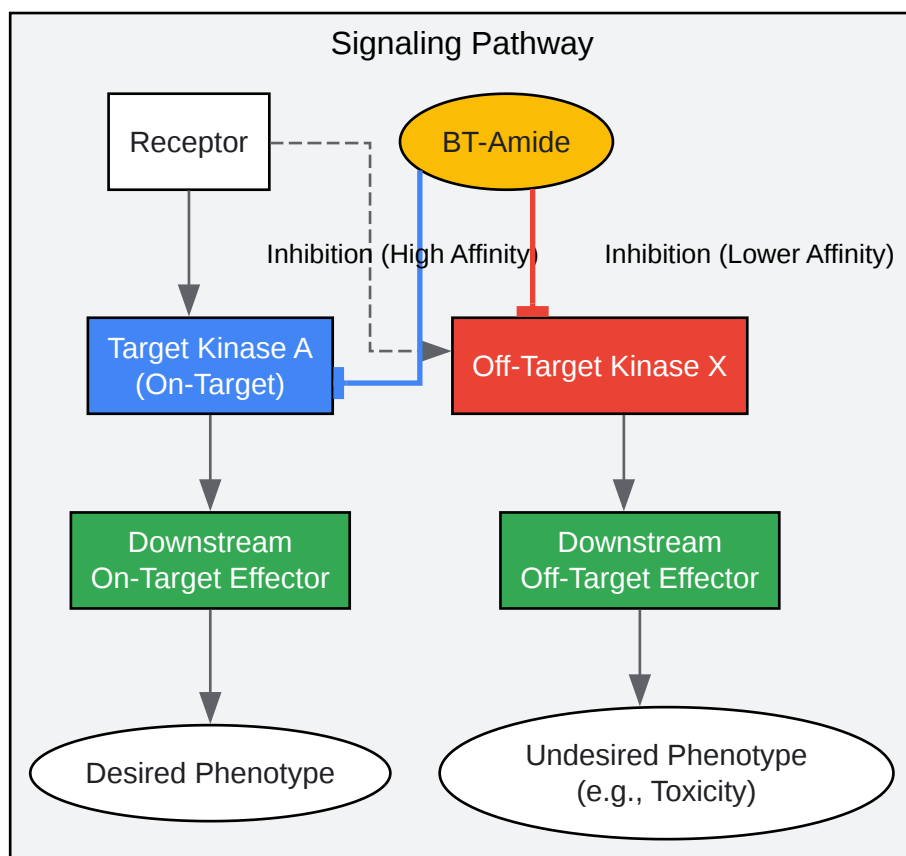 Signaling Pathway
Receptor
BT-Amide
Inhibition (High Affinity)
Inhibition (Lower Affinity)
Target Kinase A
(On-Target)
Off-Target Kinase X
Downstream
On-Target Effector
Downstream
Off-Target Effector
Desired Phenotype
Undesired Phenotype
(e.g., Toxicity)